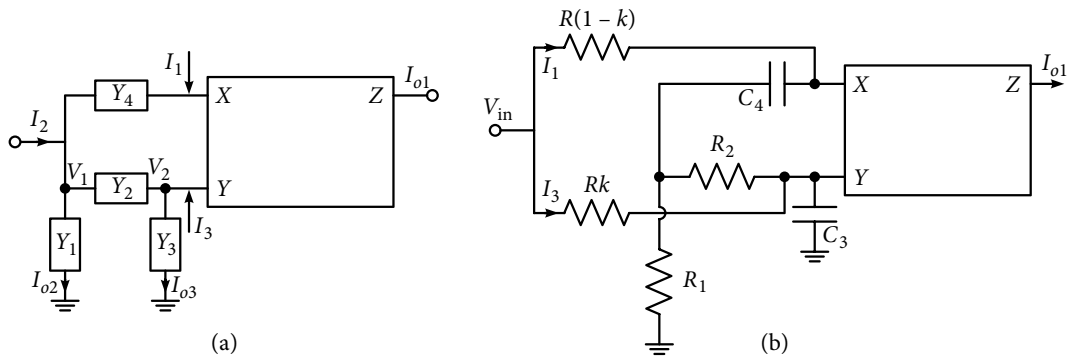 I1
Io1
Y4
X
Z
I2
V1
V2
Y2
Y
I3
Y1
Y3
Io2
Io3
(a)
R(1 – k)
I1
Io1
X
Z
C4
Vin
R2
Y
I3
Rk
C3
R1
(b)